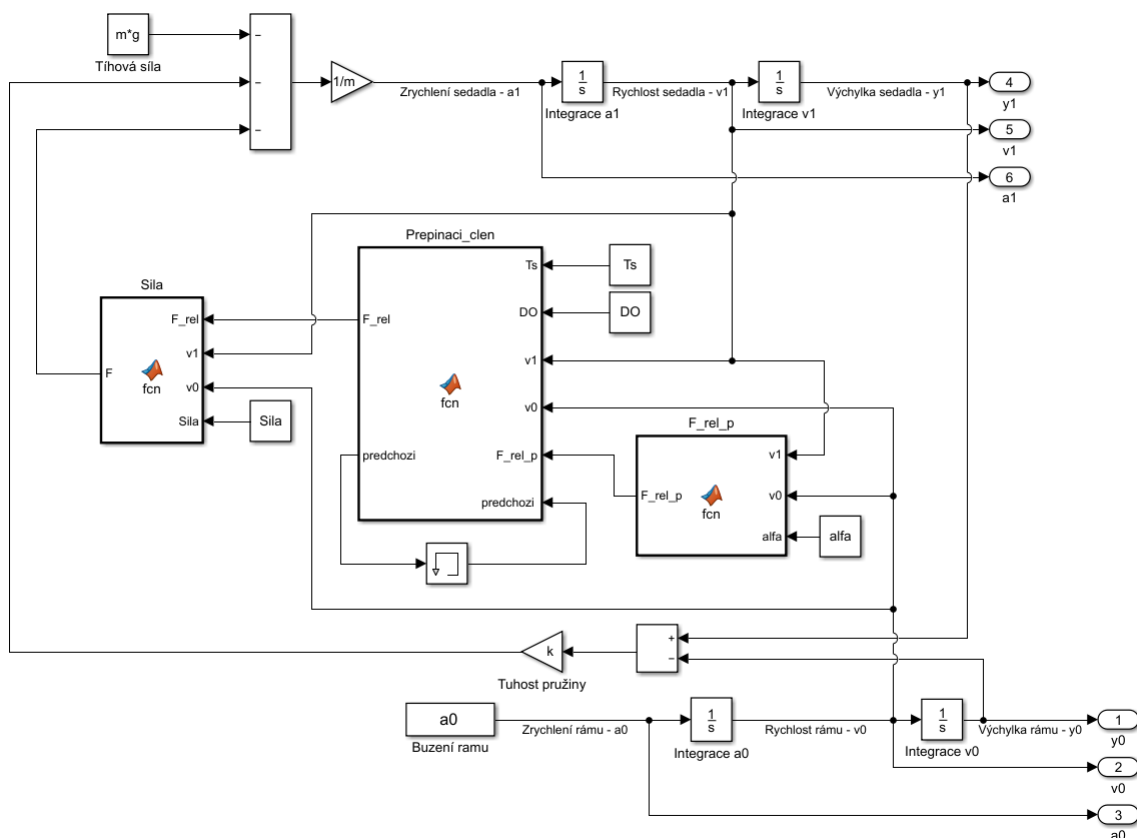 m*g
Tíhová síla
−
−
−
1/m
Zrychlení sedadla - a1
1
s
Integrace a1
Rychlost sedadla - v1
1
s
Integrace v1
Výchylka sedadla - y1
4
y1
5
v1
6
a1
Prepinaci_clen
Ts
DO
v1
v0
F_rel_p
predchozi
F_rel
predchozi
fcn
Ts
DO
Sila
F_rel
v1
v0
Sila
F
fcn
Sila
F_rel_p
v1
v0
alfa
F_rel_p
fcn
alfa
+
−
k
Tuhost pružiny
a0
Buzení ramu
Zrychlení rámu - a0
1
s
Integrace a0
Rychlost rámu - v0
1
s
Integrace v0
Výchylka rámu - y0
1
y0
2
v0
3
a0